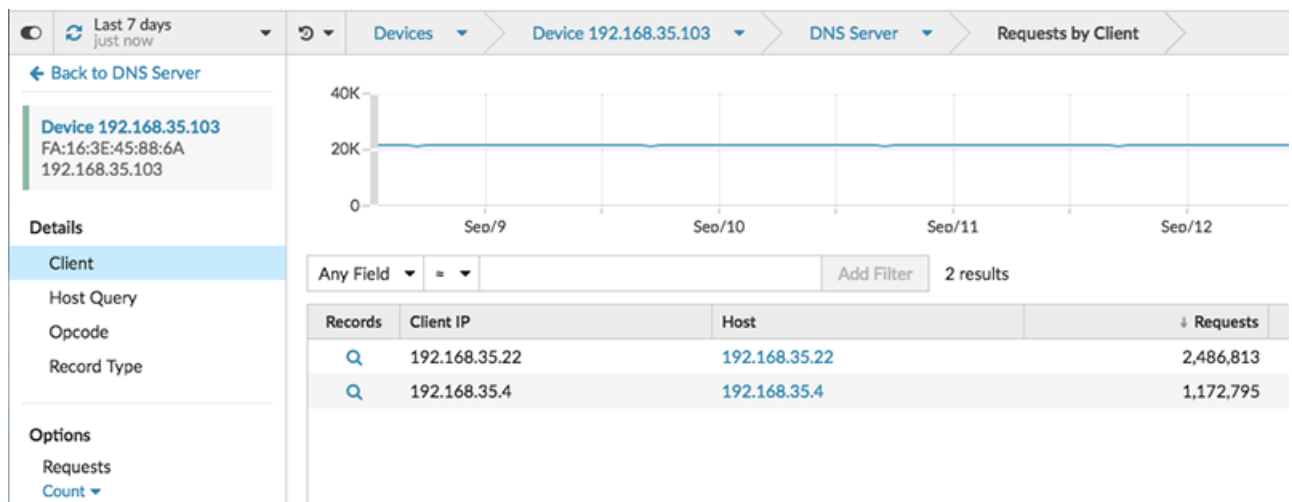 Last 7 days
just now
Devices
Device 192.168.35.103
DNS Server
Requests by Client
Back to DNS Server
Device 192.168.35.103
FA:16:3E:45:88:6A
192.168.35.103
Details
Client
Host Query
Opcode
Record Type
Options
Requests
Count
40K
20K
0
Sep/9 Sep/10 Sep/11 Sep/12
Any Field ≈ Add Filter 2 results
Records Client IP Host ↓ Requests
192.168.35.22 192.168.35.22 2,486,813
192.168.35.4 192.168.35.4 1,172,795